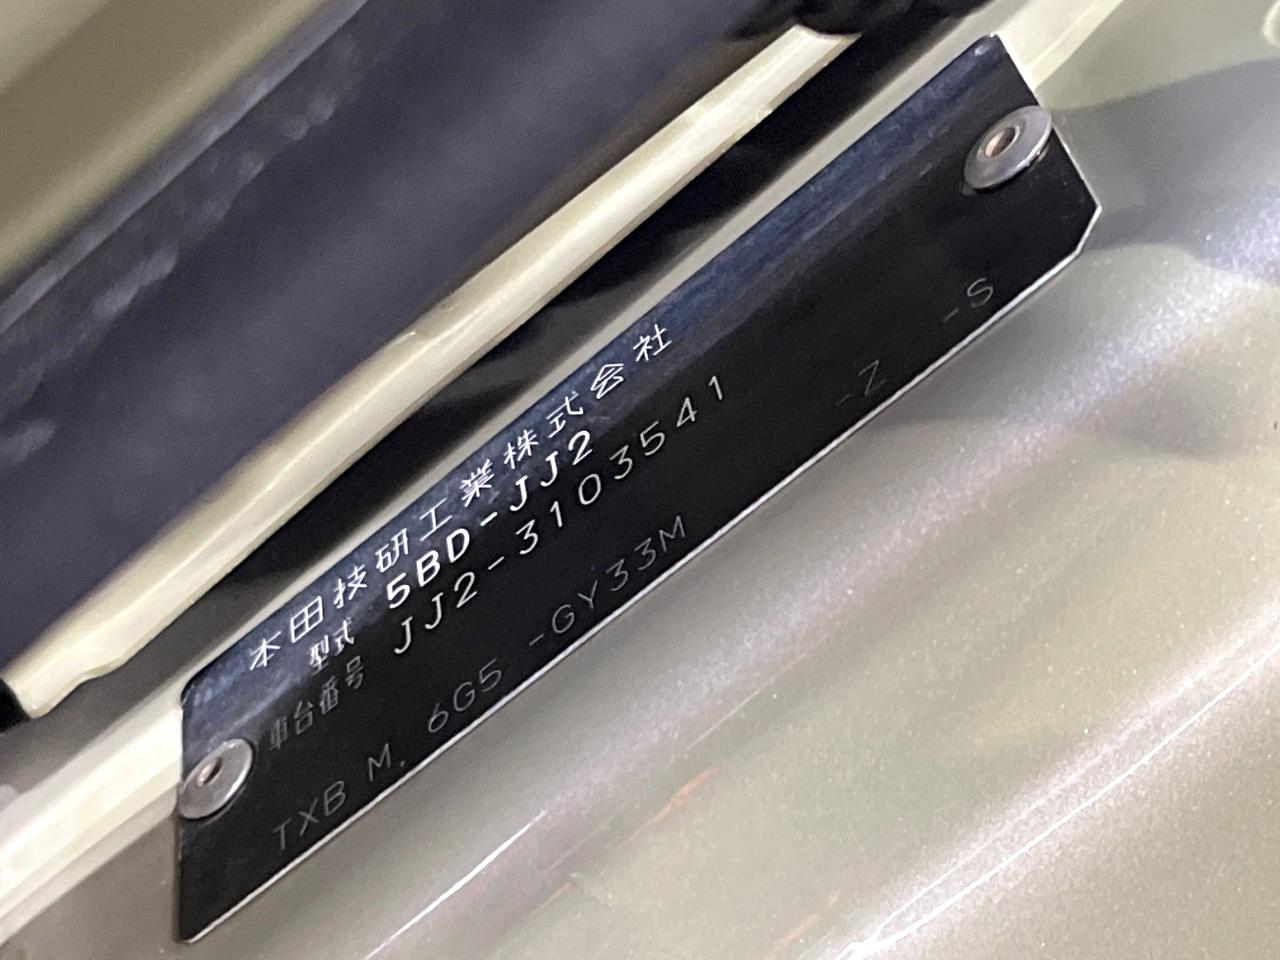 本田技研工業株式会社
型式 5BD-JJ2
車台番号 JJ2-3103541
TXB M. 6G5 -GY33M -Z -S